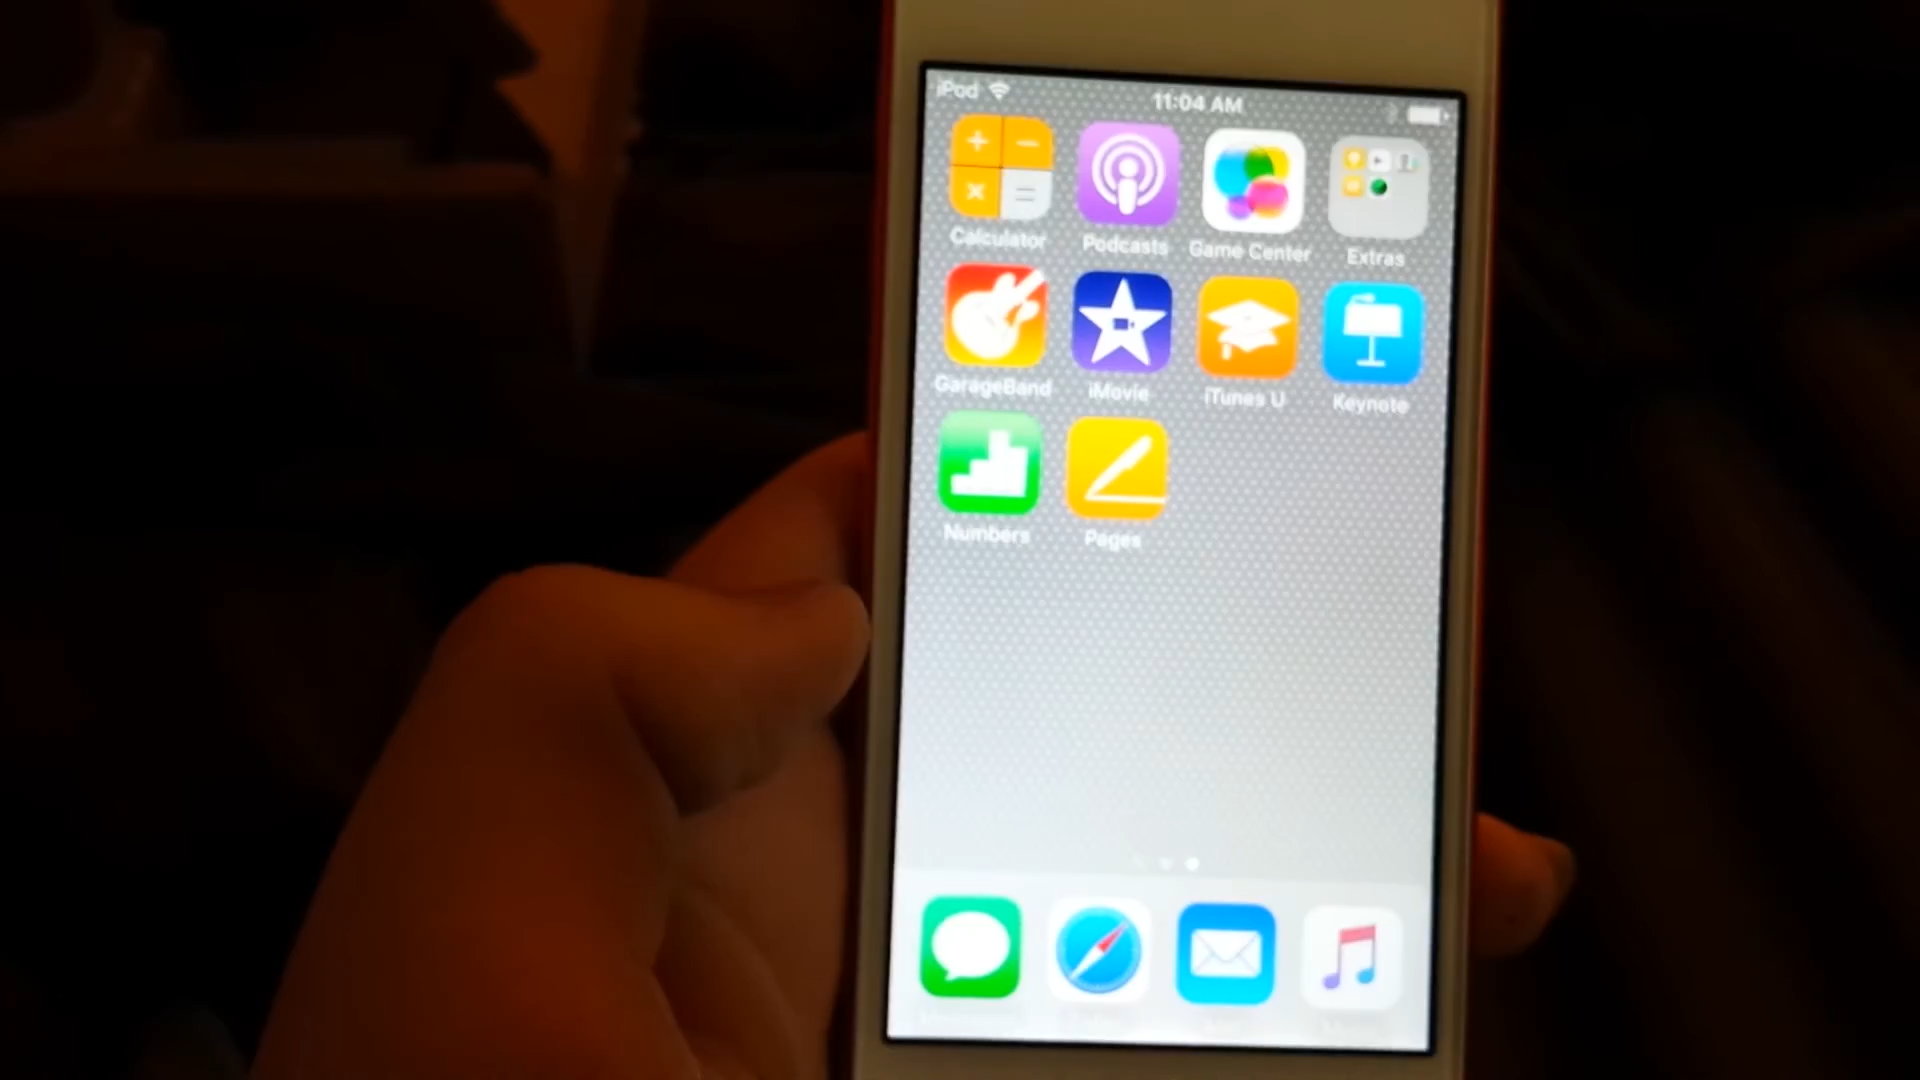 iPod 11:04 AM
Calculator Podcasts Game Center Extras
GarageBand iMovie iTunes U Keynote
Numbers Pages